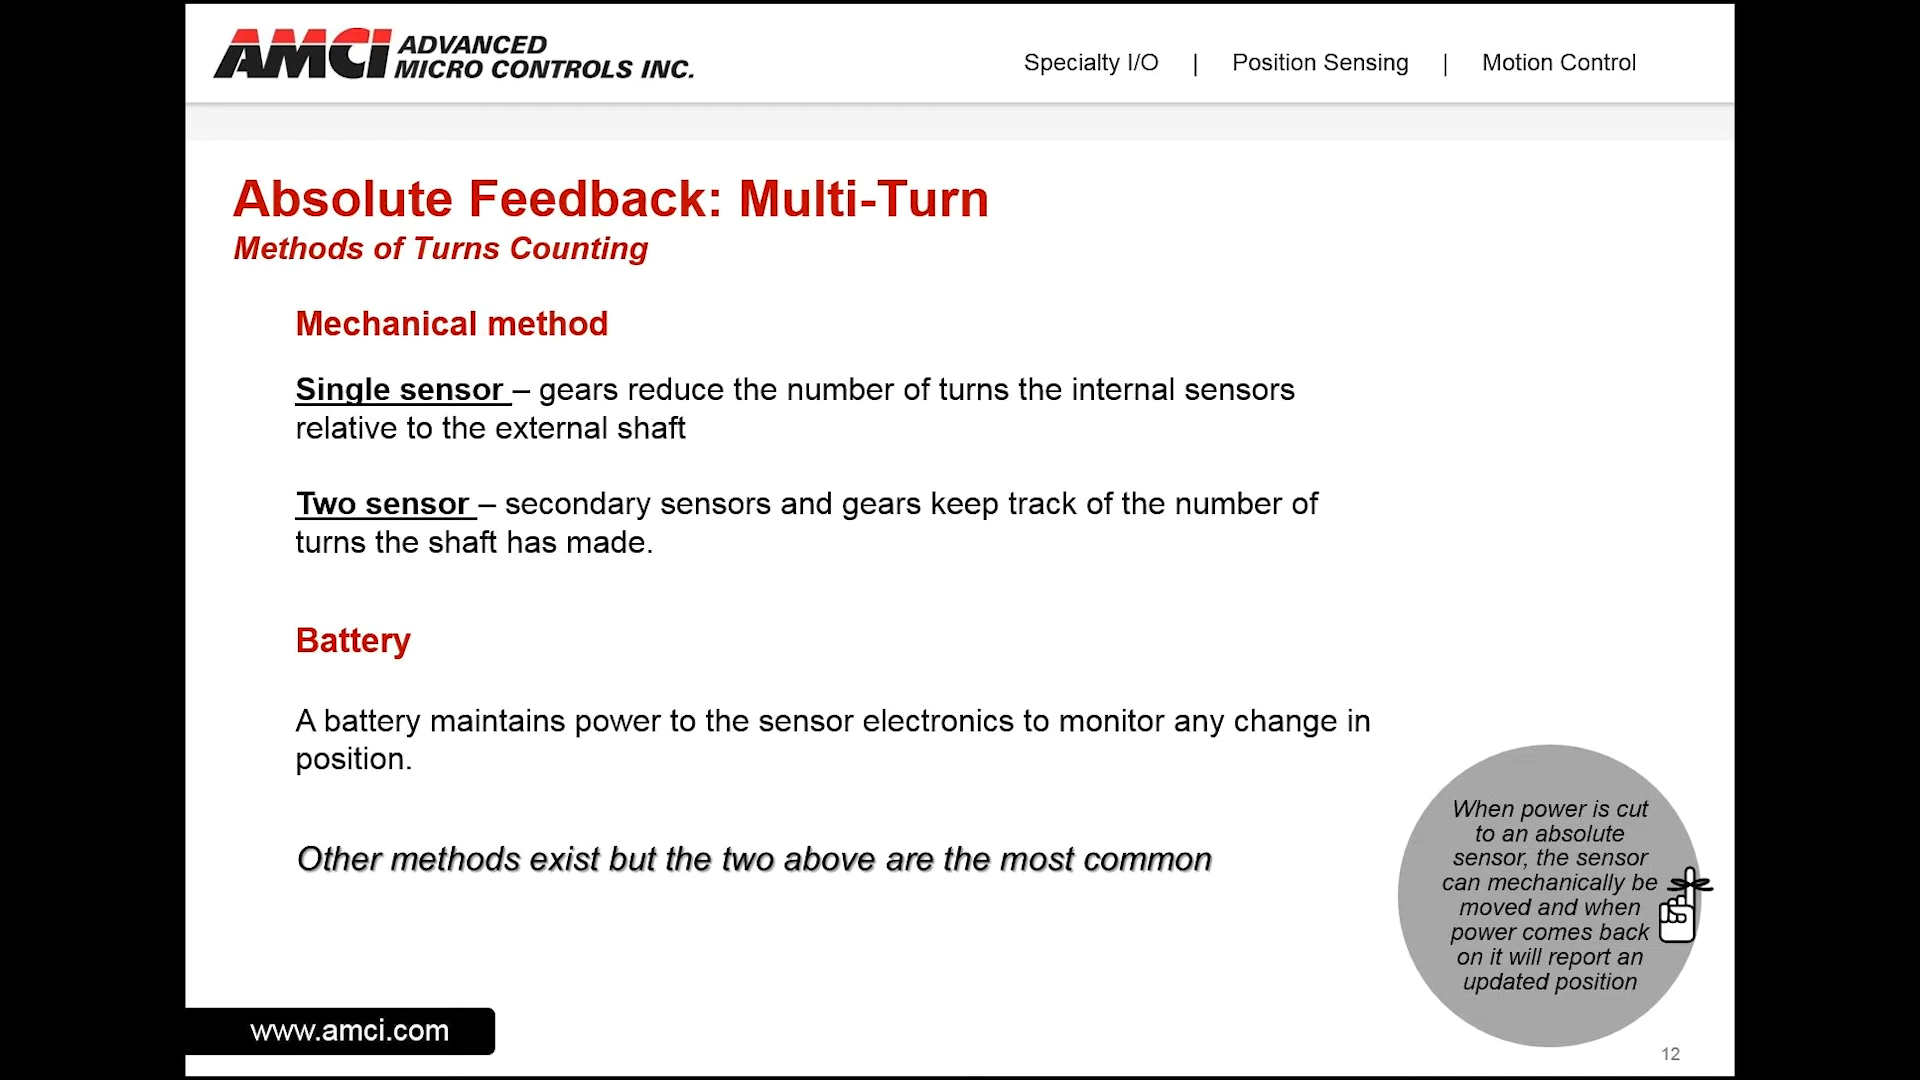 AMCI ADVANCED
MICRO CONTROLS INC.
Specialty I/O | Position Sensing | Motion Control
Absolute Feedback: Multi-Turn
Methods of Turns Counting
Mechanical method
Single sensor – gears reduce the number of turns the internal sensors
relative to the external shaft
Two sensor – secondary sensors and gears keep track of the number of
turns the shaft has made.
Battery
A battery maintains power to the sensor electronics to monitor any change in
position.
Other methods exist but the two above are the most common
When power is cut
to an absolute
sensor, the sensor
can mechanically be
moved and when
power comes back
on it will report an
updated position
www.amci.com
12